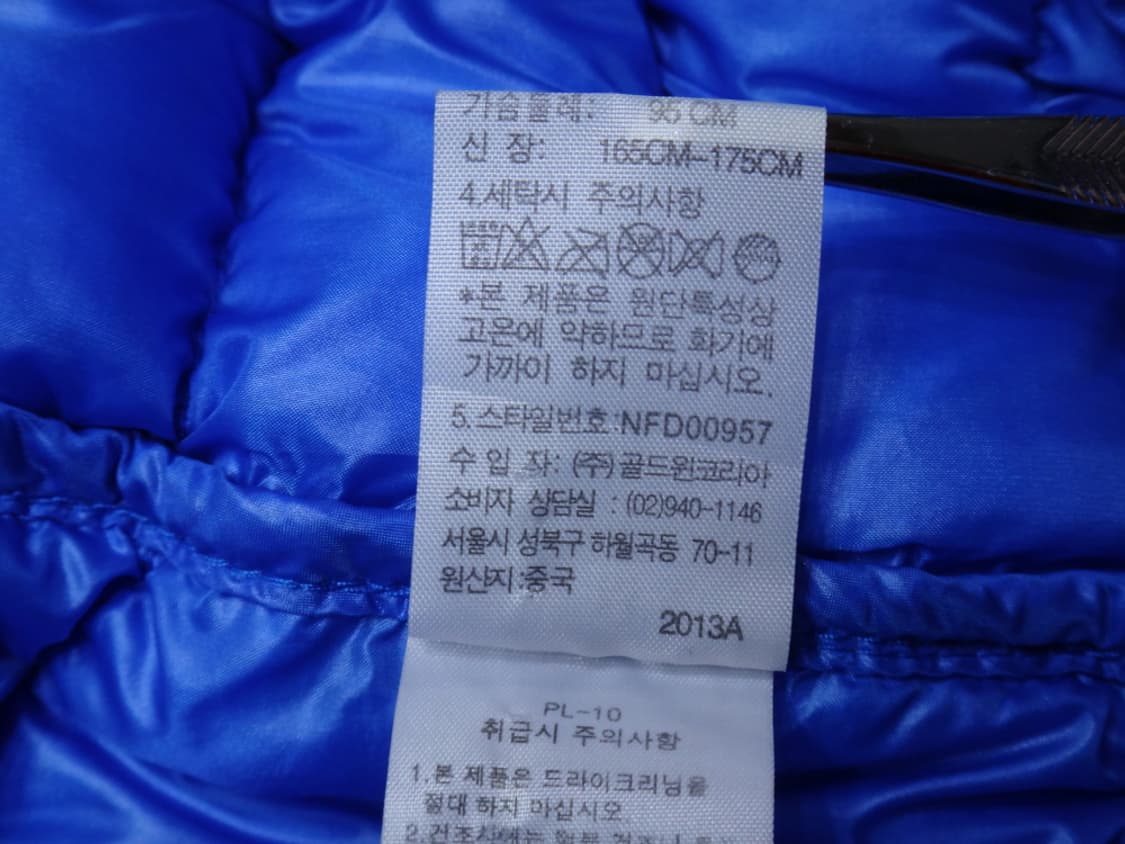 가슴둘레: 95 CM
신 장: 165CM-175CM
4.세탁시 주의사항
*본 제품은 원단특성상
고온에 약하므로 화기에
가까이 하지 마십시오.
5.스타일번호:NFD00957
수 입 자: (주)골드윈코리아
소비자 상담실 : (02)940-1146
서울시 성북구 하월곡동 70-11
원산지:중국
2013A
PL-10
취급시 주의사항
1.본 제품은 드라이크리닝을
절대 하지 마십시오
2.건조시에는